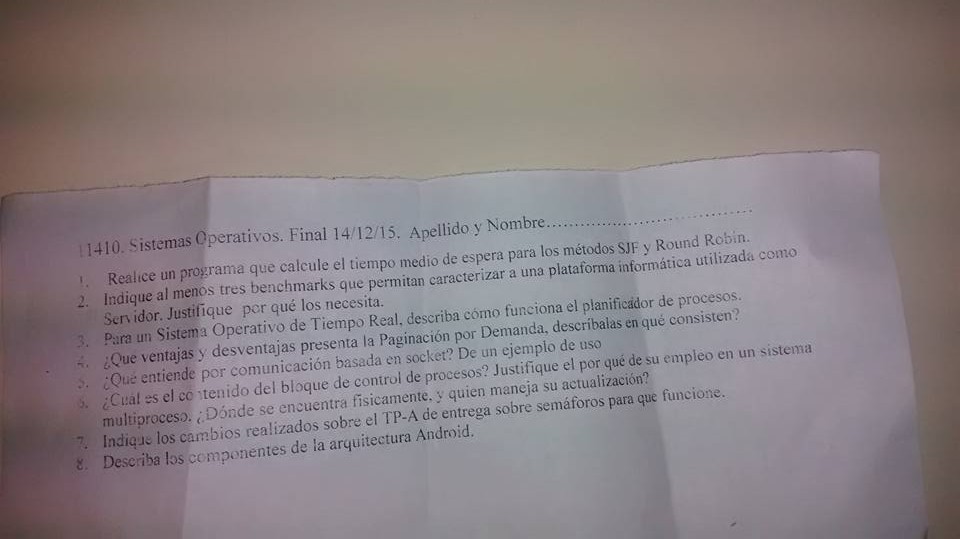 11410. Sistemas Operativos. Final 14/12/15. Apellido y Nombre..............................
1. Realice un programa que calcule el tiempo medio de espera para los métodos SJF y Round Robin.
2. Indique al menos tres benchmarks que permitan caracterizar a una plataforma informática utilizada como
Servidor. Justifique por qué los necesita.
3. Para un Sistema Operativo de Tiempo Real, describa cómo funciona el planificador de procesos.
4. ¿Que ventajas y desventajas presenta la Paginación por Demanda, descríbalas en qué consisten?
5. ¿Qué entiende por comunicación basada en socket? De un ejemplo de uso
6. ¿Cuál es el contenido del bloque de control de procesos? Justifique el por qué de su empleo en un sistema
multiproceso. ¿Dónde se encuentra físicamente, y quien maneja su actualización?
7. Indique los cambios realizados sobre el TP-A de entrega sobre semáforos para que funcione.
8. Describa los componentes de la arquitectura Android.